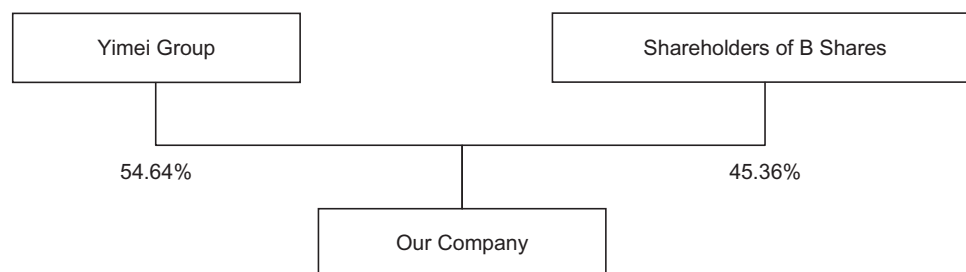 Yimei Group
Shareholders of B Shares
54.64%
45.36%
Our Company